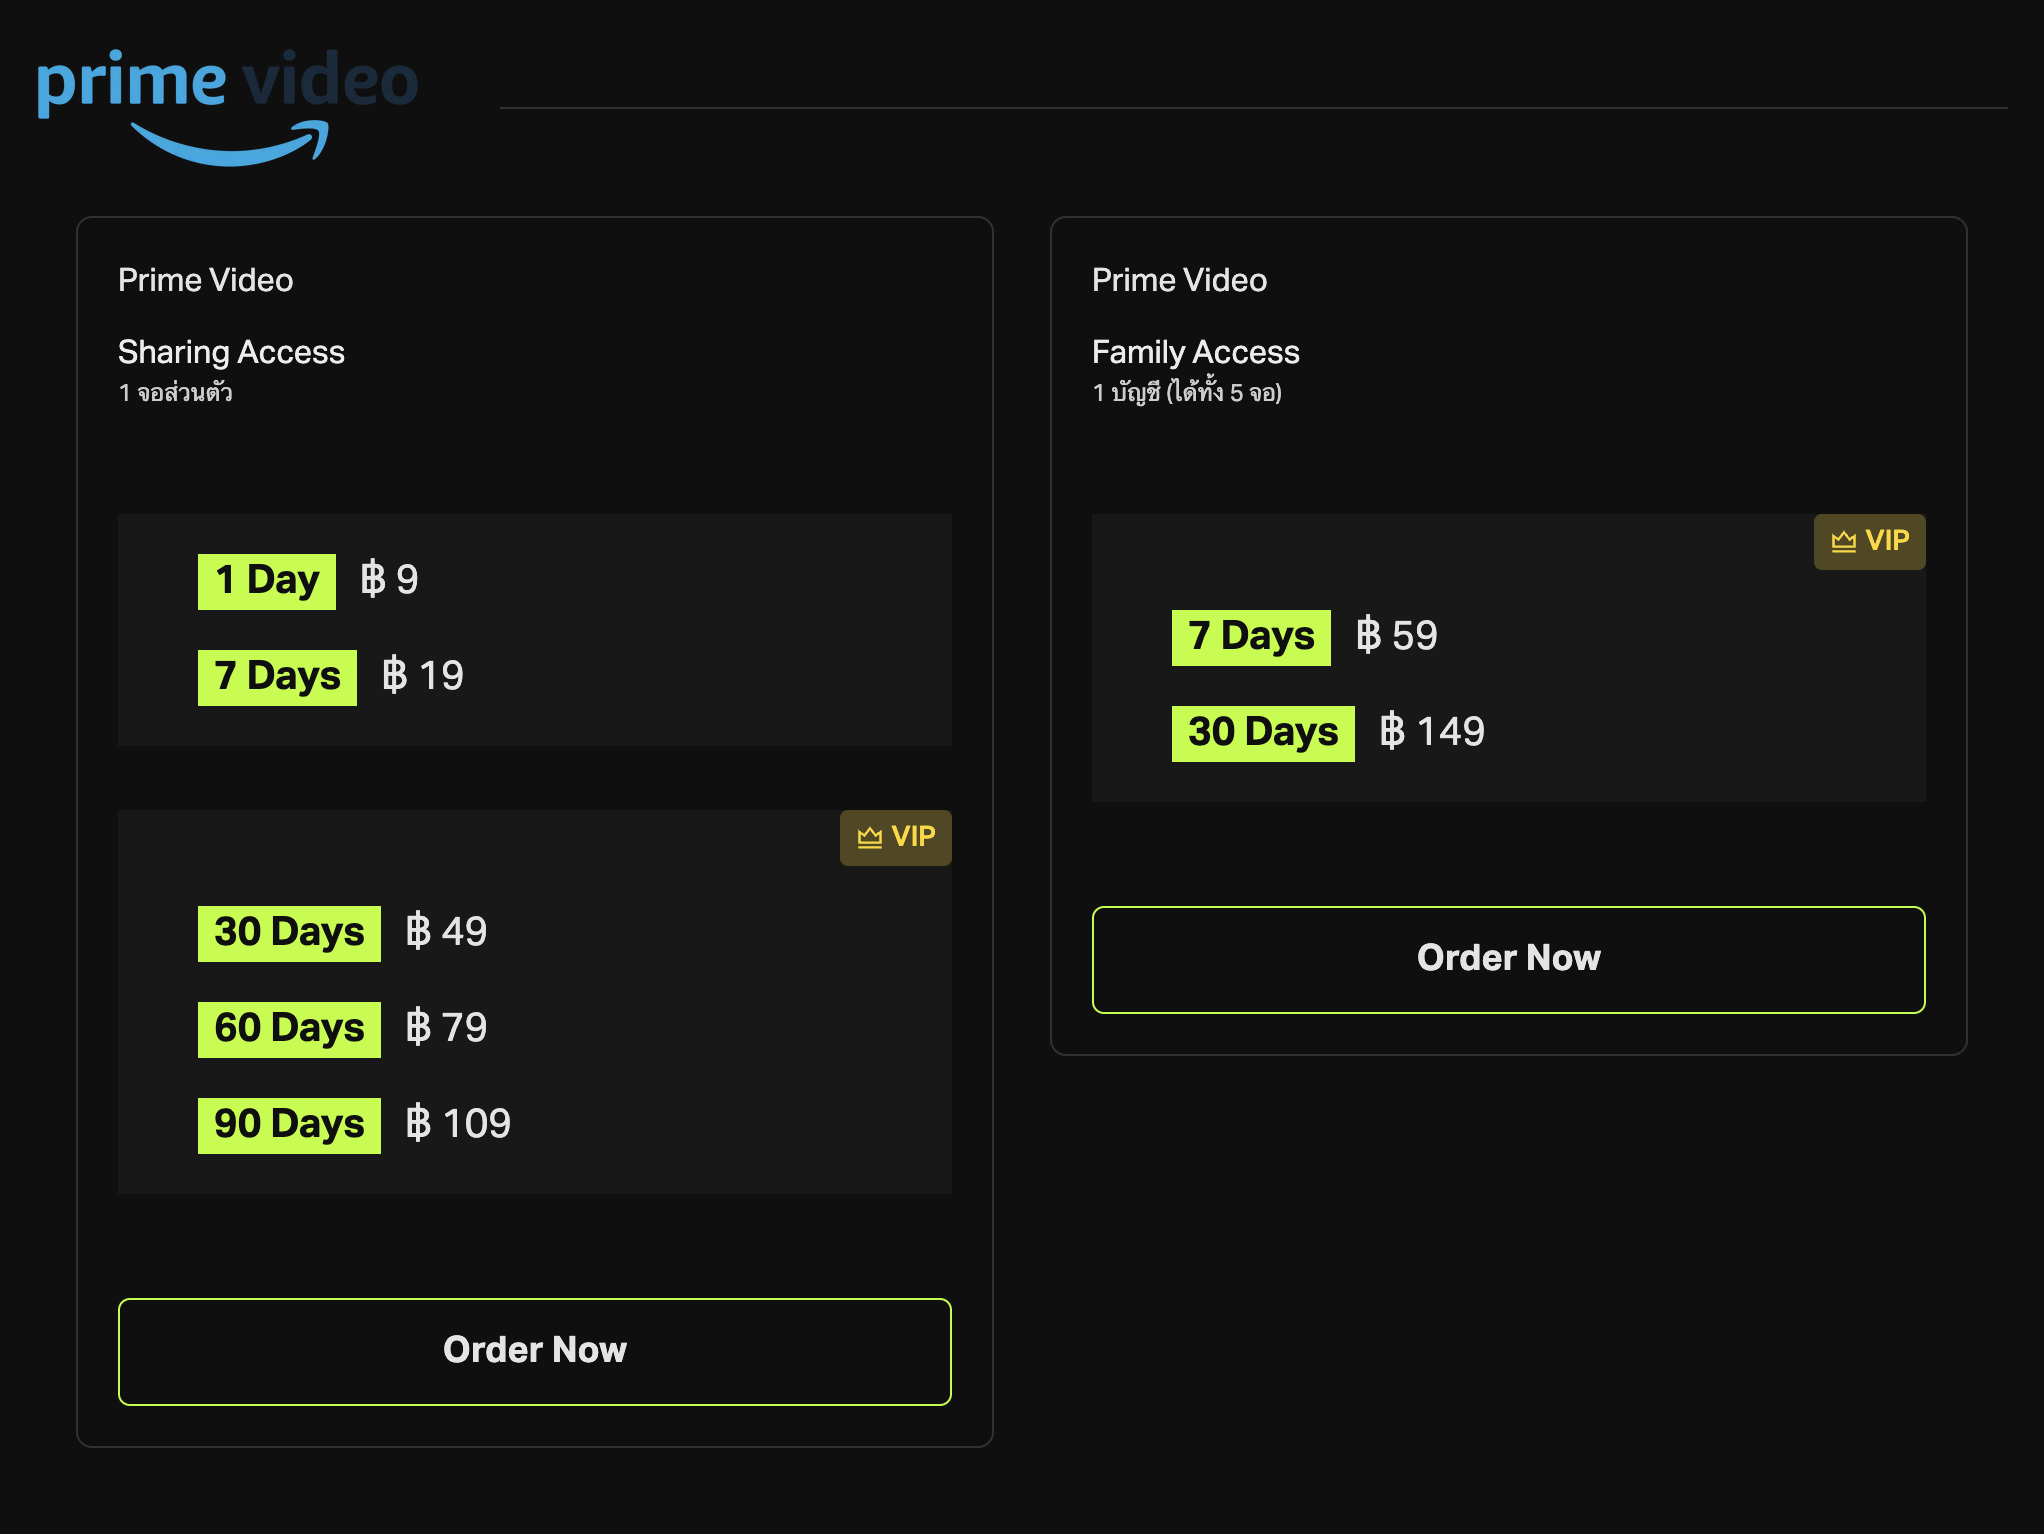 prime video
Prime Video
Sharing Access
1 จอส่วนตัว
1 Day ฿ 9
7 Days ฿ 19
VIP
30 Days ฿ 49
60 Days ฿ 79
90 Days ฿ 109
Order Now
Prime Video
Family Access
1 บัญชี (ได้ทั้ง 5 จอ)
VIP
7 Days ฿ 59
30 Days ฿ 149
Order Now